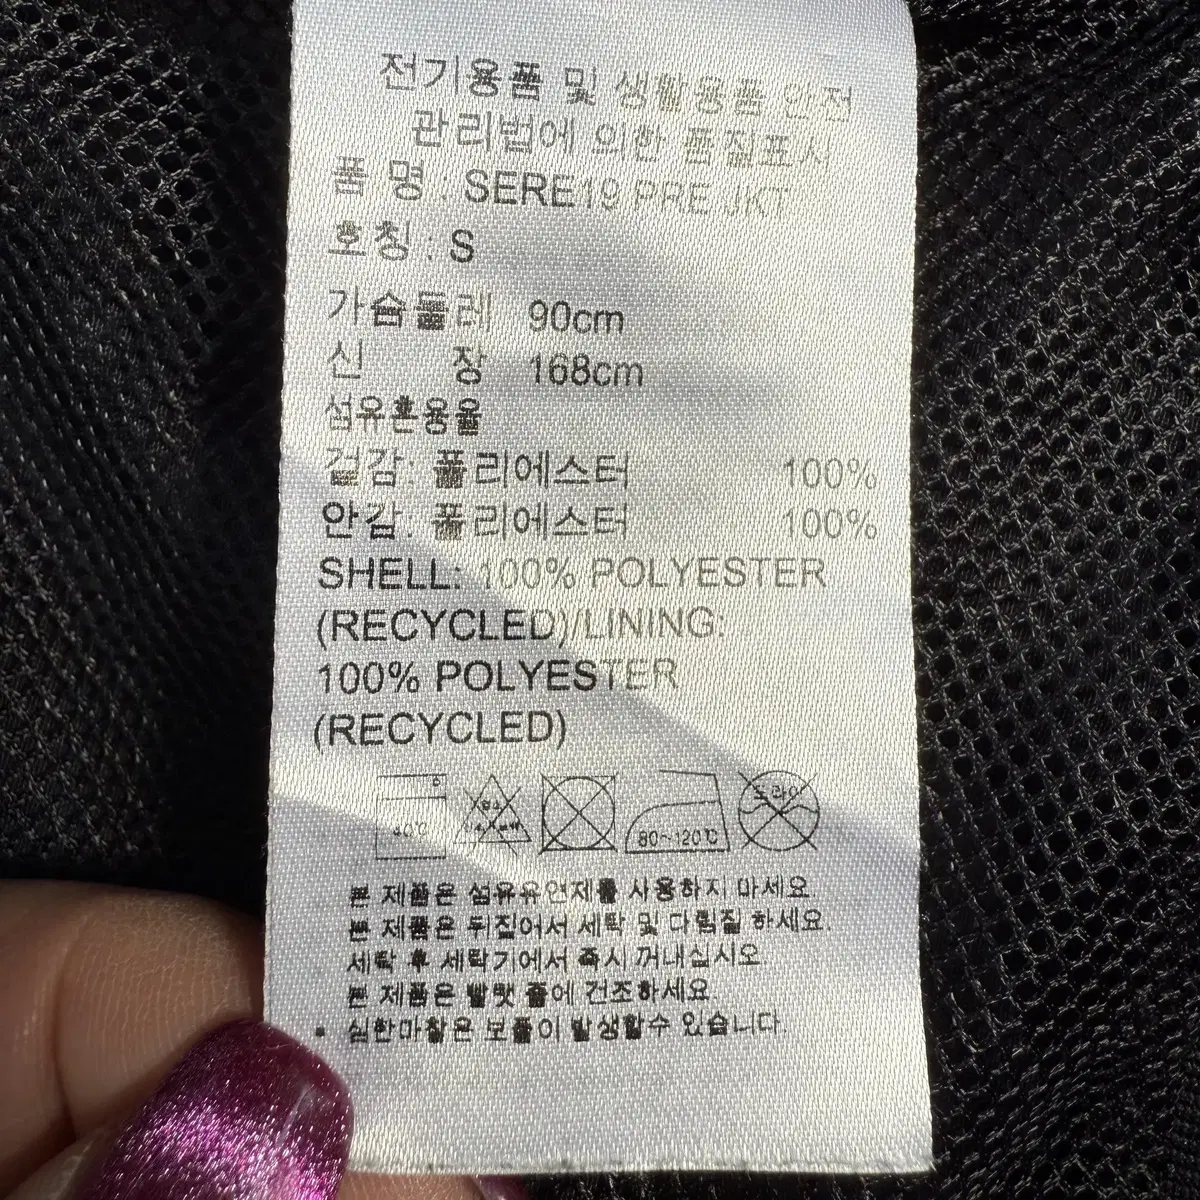 전기용품 및 생활용품 안전
관리법에 의한 품질표시
품 명 : SERE19 PRE JKT
호칭 : S
가슴둘레 90cm
신 장 168cm
섬유혼용율
겉감: 폴리에스터 100%
안감: 폴리에스터 100%
SHELL: 100% POLYESTER
(RECYCLED)/LINING:
100% POLYESTER
(RECYCLED)
40℃ 80~120℃ 드라이
본 제품은 섬유유연제를 사용하지 마세요.
본 제품은 뒤집어서 세탁 및 다림질 하세요.
세탁 후 세탁기에서 즉시 꺼내십시오
본 제품은 빨랫 줄에 건조하세요.
• 심한마찰은 보풀이 발생할수 있습니다.